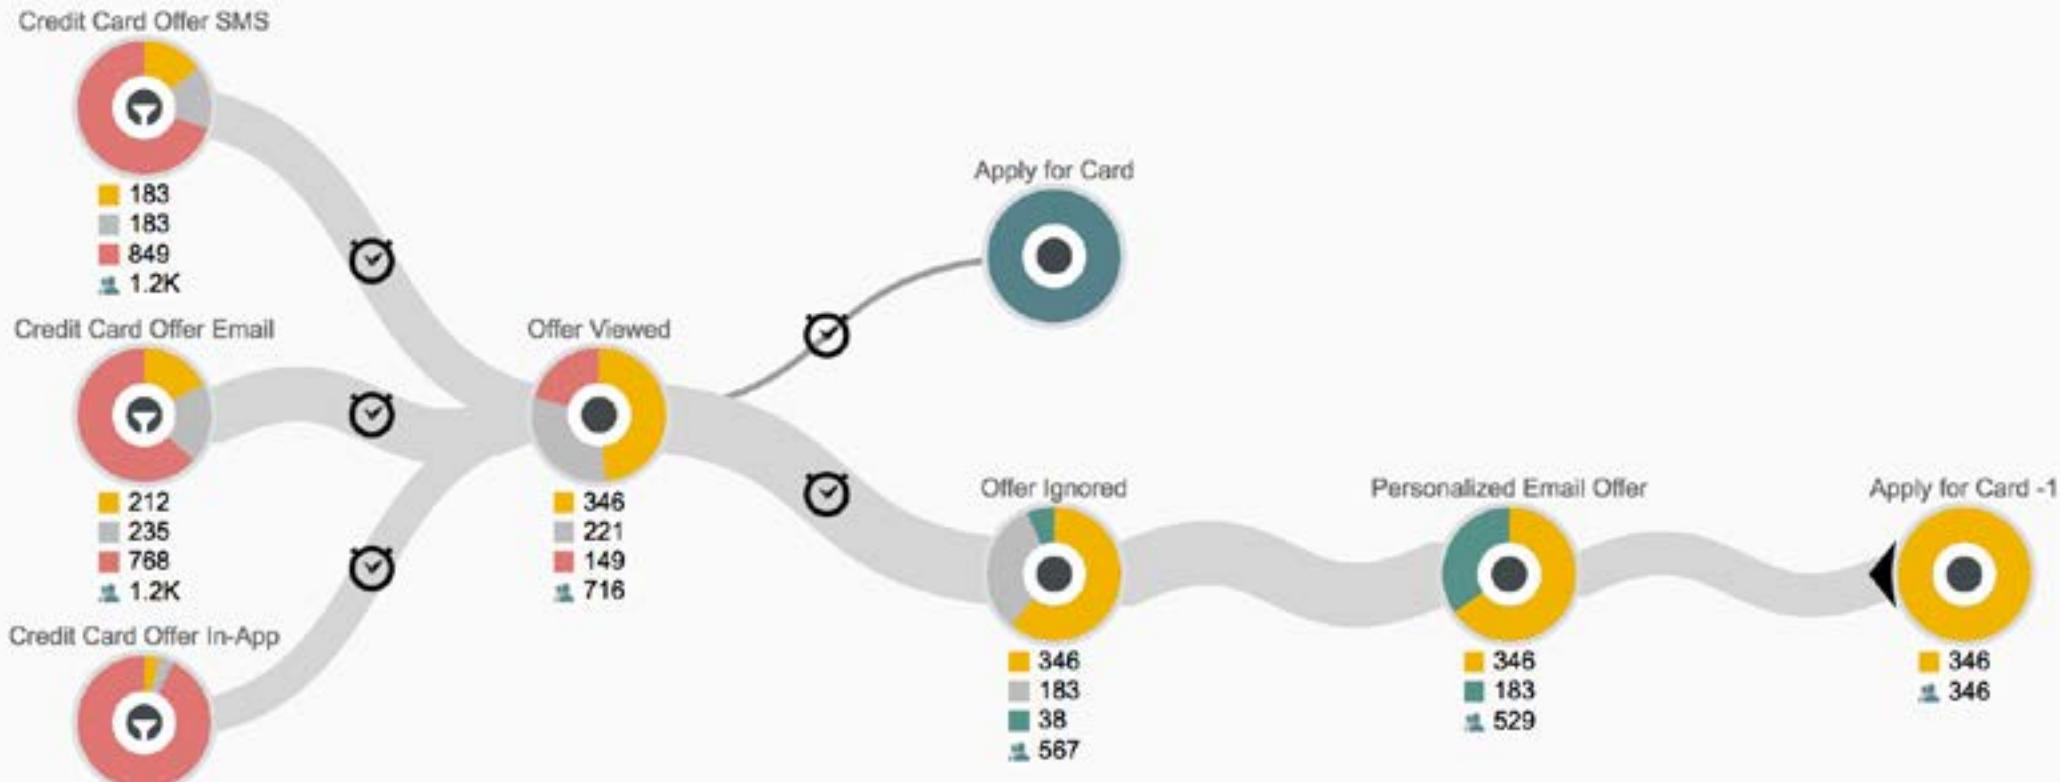 Credit Card Offer SMS
183
183
849
1.2K
Credit Card Offer Email
212
235
768
1.2K
Credit Card Offer In-App
Offer Viewed
346
221
149
716
Apply for Card
Offer Ignored
346
183
38
567
Personalized Email Offer
346
183
529
Apply for Card -1
346
346